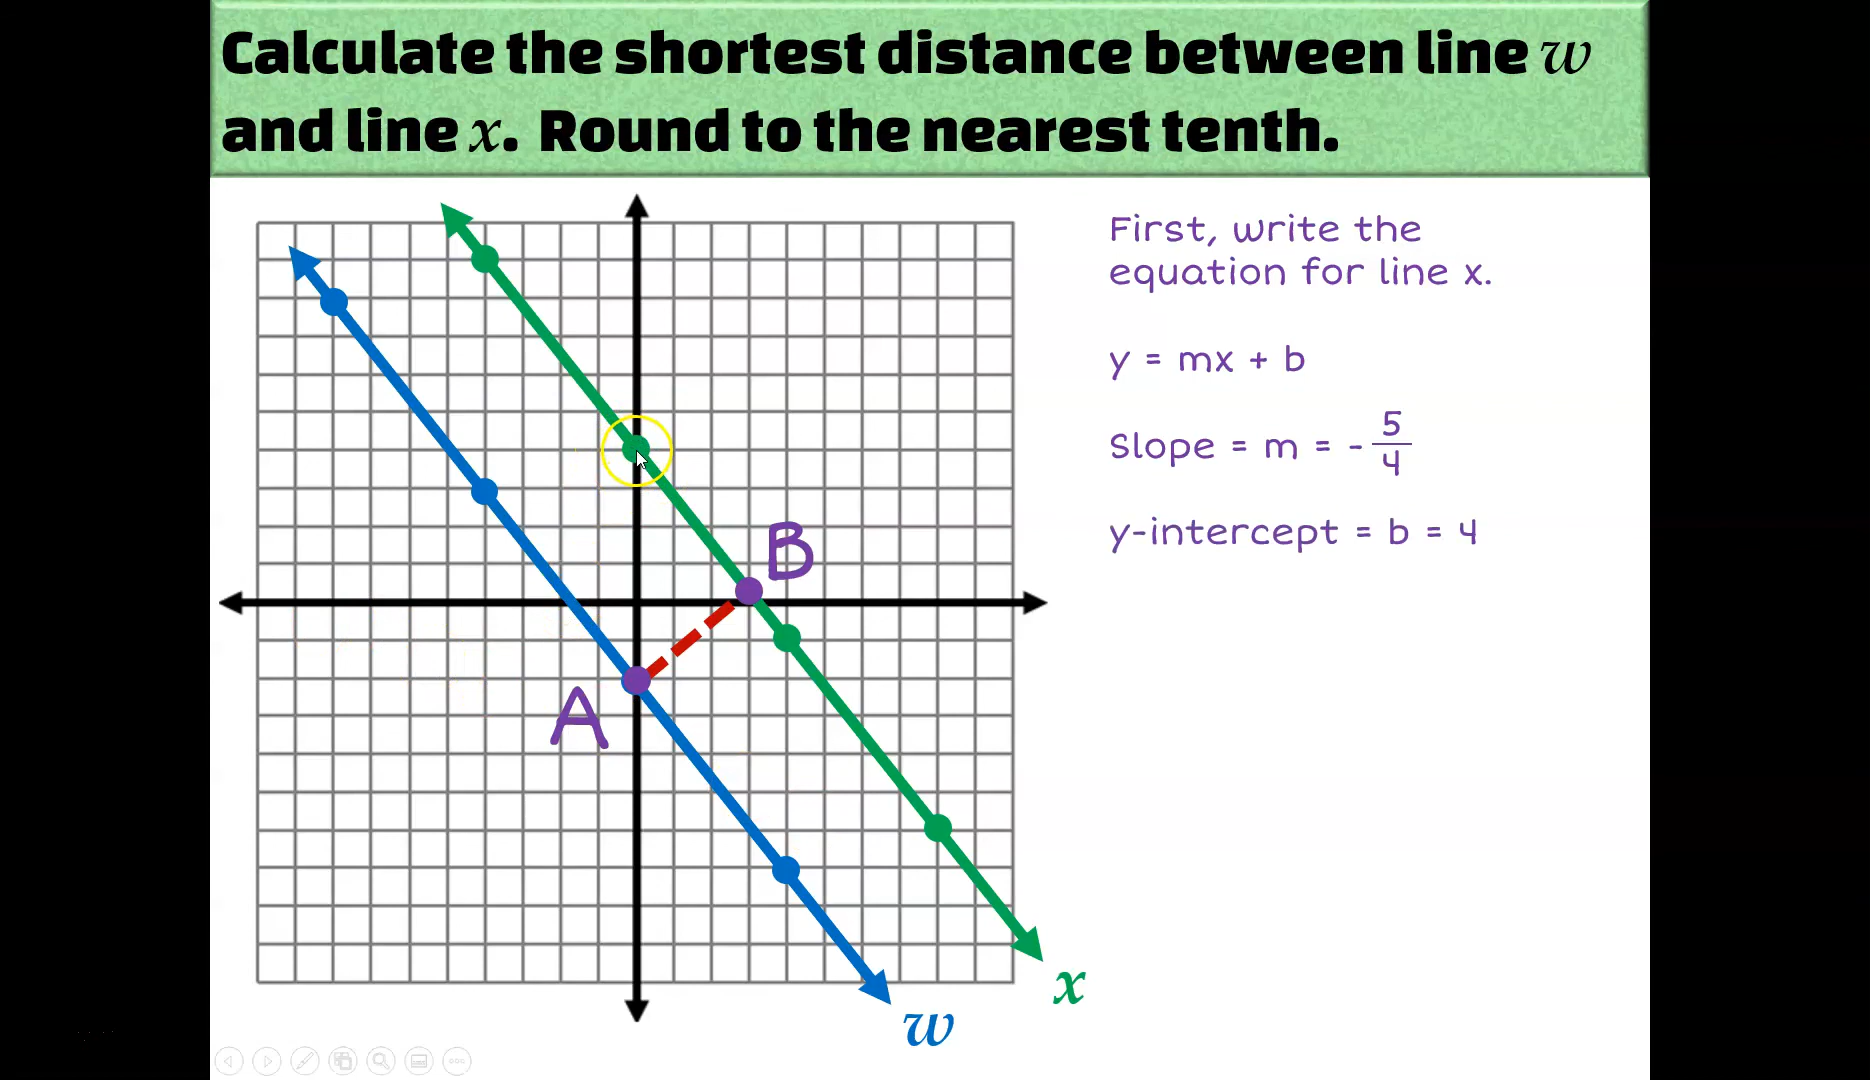 Calculate the shortest distance between line w
and line x. Round to the nearest tenth.
First, write the
equation for line x.
y = mx + b
Slope = m = - 5/4
y-intercept = b = 4
B
A
x
w